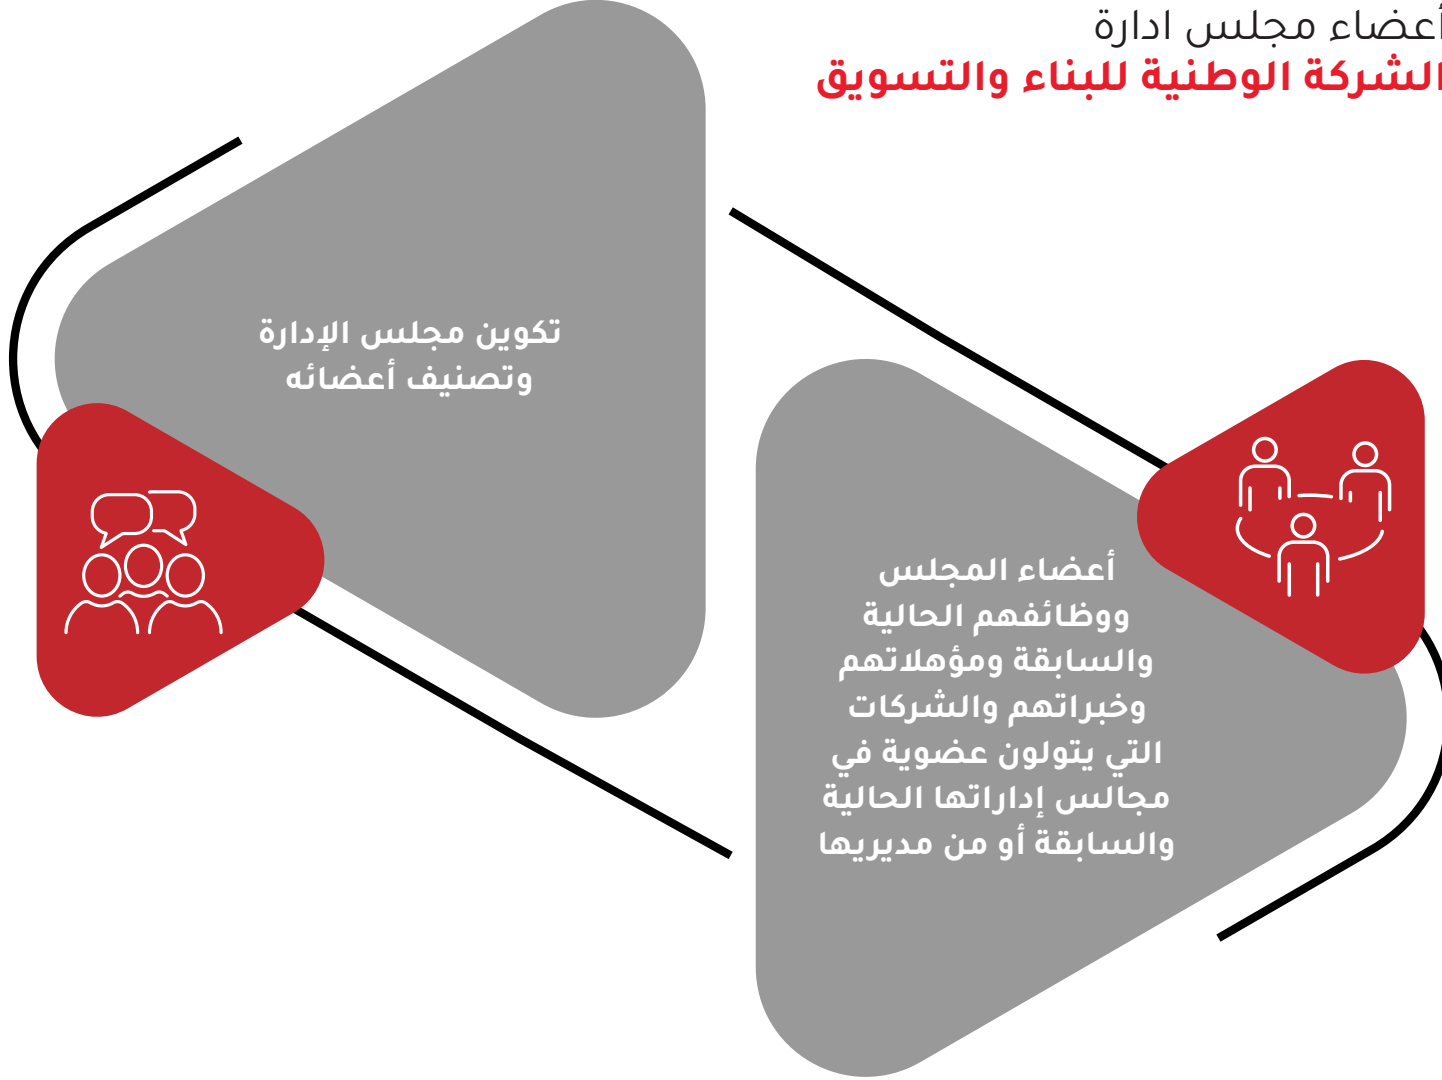 أعضاء مجلس ادارة
الشركة الوطنية للبناء والتسويق
تكوين مجلس الإدارة
وتصنيف أعضائه
أعضاء المجلس
ووظائفهم الحالية
والسابقة ومؤهلاتهم
وخبراتهم والشركات
التي يتولون عضوية في
مجالس إداراتها الحالية
والسابقة أو من مديريها